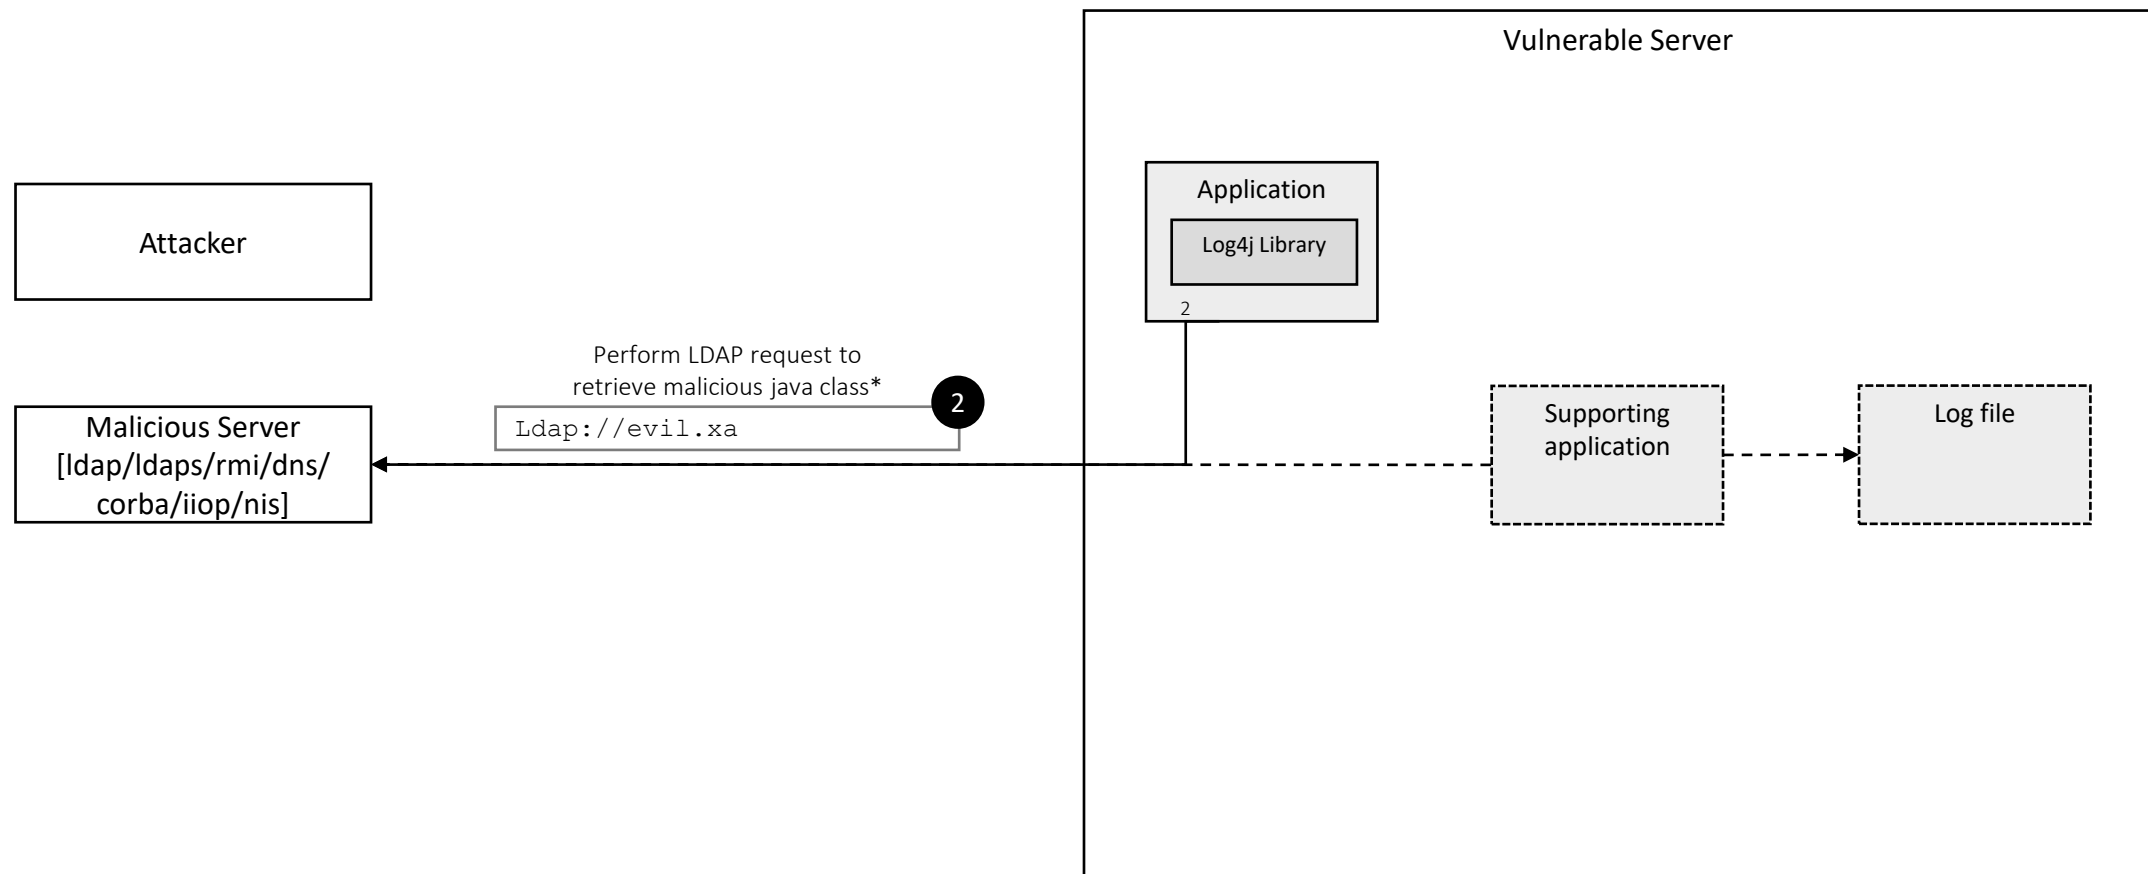 Vulnerable Server
Application
Log4j Library
2
Attacker
Perform LDAP request to
retrieve malicious java class*
2
Ldap://evil.xa
Malicious Server
[ldap/ldaps/rmi/dns/
corba/iiop/nis]
Supporting
application
Log file